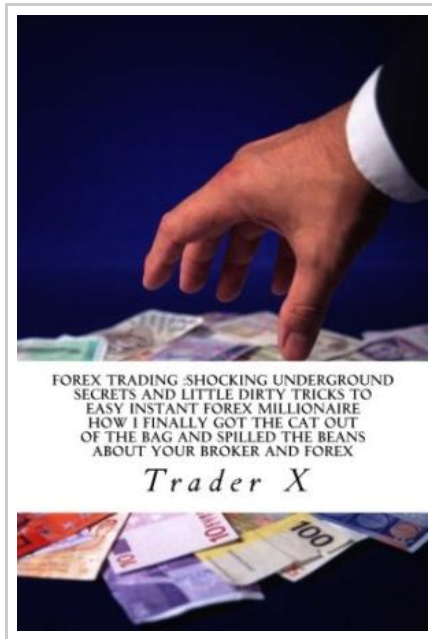 FOREX TRADING :SHOCKING UNDERGROUND
SECRETS AND LITTLE DIRTY TRICKS TO
EASY INSTANT FOREX MILLIONAIRE
HOW I FINALLY GOT THE CAT OUT
OF THE BAG AND SPILLED THE BEANS
ABOUT YOUR BROKER AND FOREX
Trader X
100